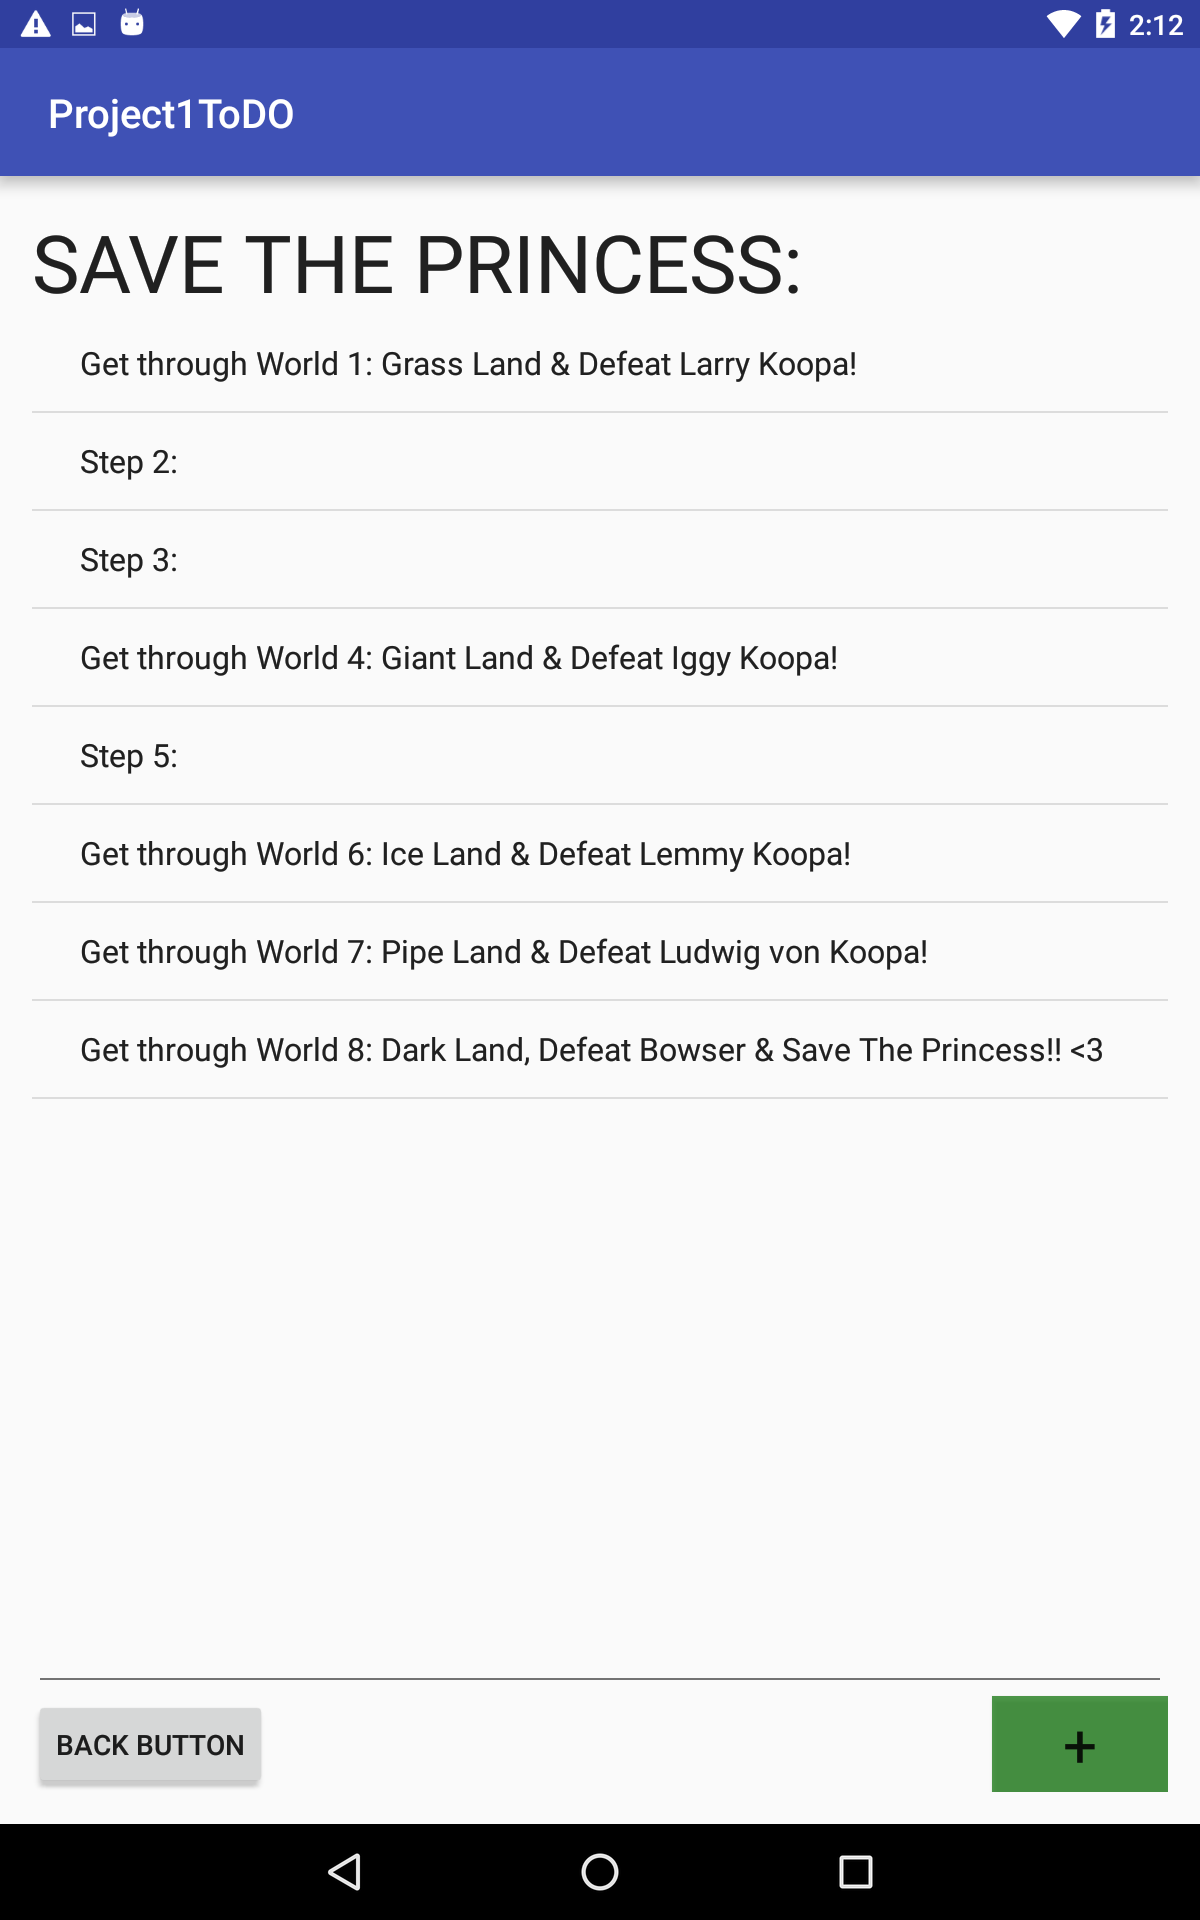 2:12
Project1ToDO
SAVE THE PRINCESS:
Get through World 1: Grass Land & Defeat Larry Koopa!
Step 2:
Step 3:
Get through World 4: Giant Land & Defeat Iggy Koopa!
Step 5:
Get through World 6: Ice Land & Defeat Lemmy Koopa!
Get through World 7: Pipe Land & Defeat Ludwig von Koopa!
Get through World 8: Dark Land, Defeat Bowser & Save The Princess!! <3
BACK BUTTON
+